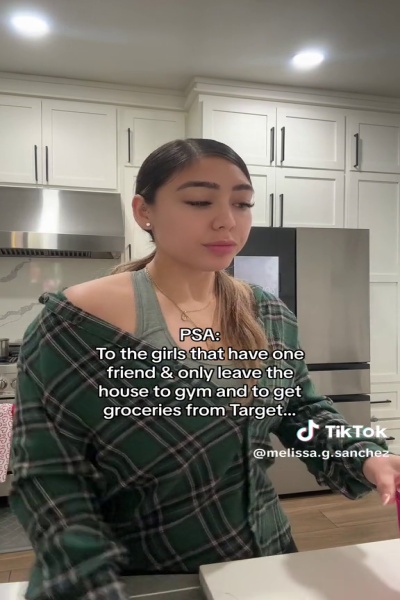 PSA:
To the girls that have one
friend & only leave the
house to gym and to get
groceries from Target...
TikTok
@melissa.g.sanchez